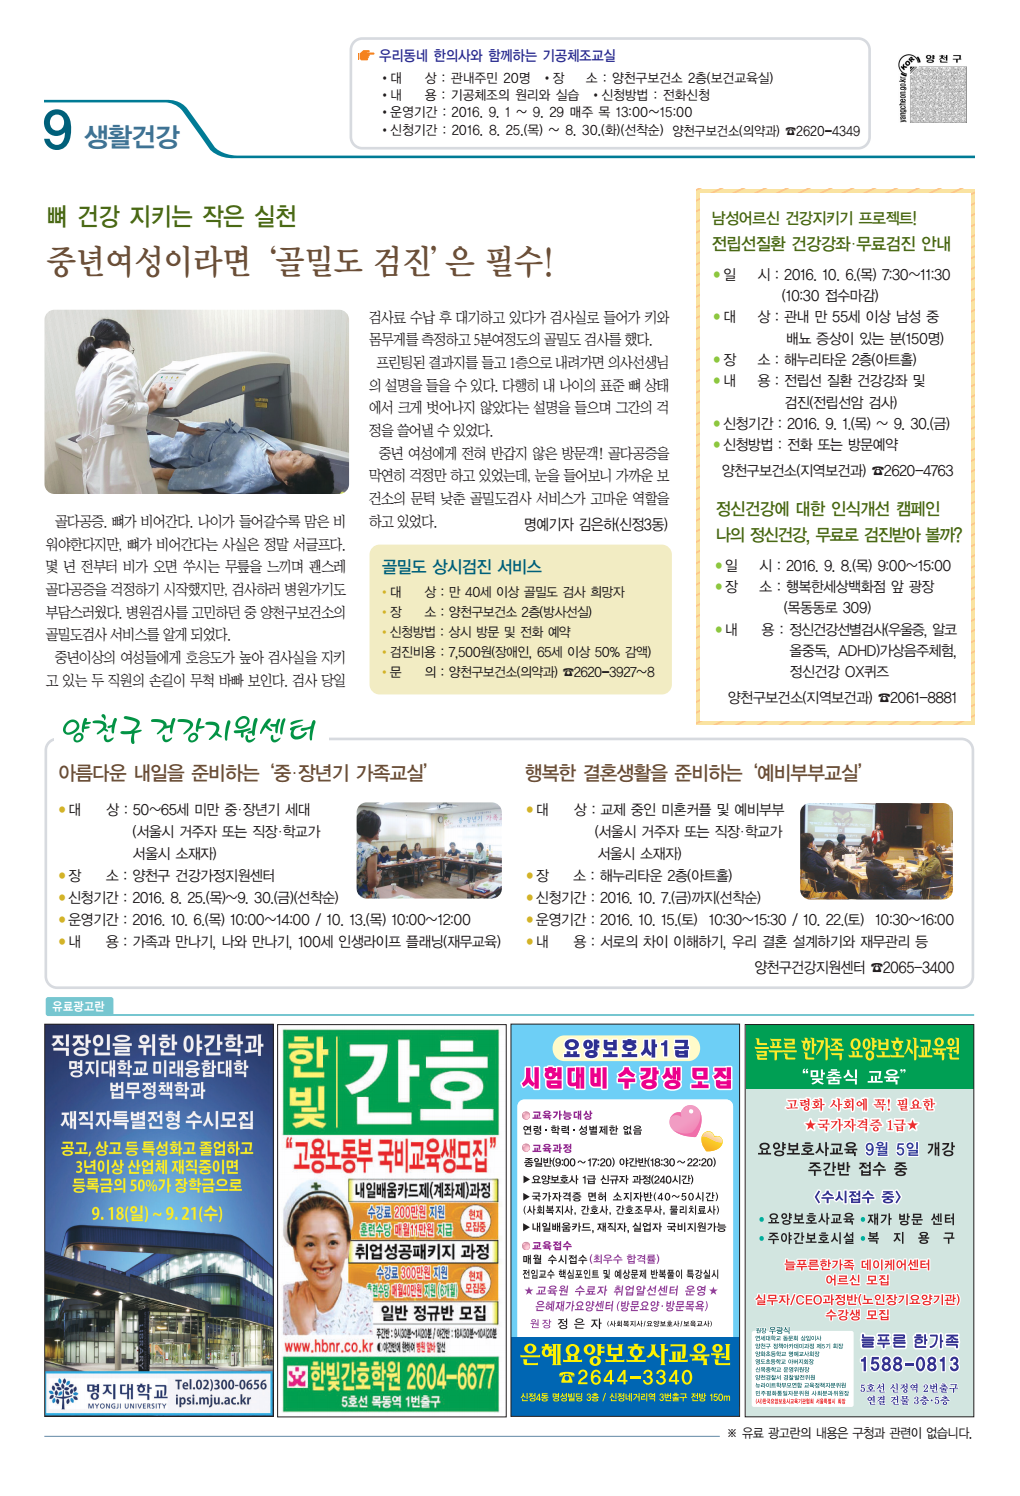 우리동네 한의사와 함께하는 기공체조교실
• 대 상 : 관내주민 20명 • 장 소 : 양천구보건소 2층(보건교육실)
• 내 용 : 기공체조의 원리와 실습 • 신청방법 : 전화신청
• 운영기간 : 2016. 9. 1 ~ 9. 29 매주 목 13:00~15:00
• 신청기간 : 2016. 8. 25.(목) ~ 8. 30.(화)(선착순) 양천구보건소(의약과) ☎2620-4349
양천구
9 생활건강
뼈 건강 지키는 작은 실천
중년여성이라면 ‘골밀도 검진’은 필수!
골다공증. 뼈가 비어간다. 나이가 들어갈수록 맘은 비
워야한다지만, 뼈가 비어간다는 사실은 정말 서글프다.
몇 년 전부터 비가 오면 쑤시는 무릎을 느끼며 괜스레
골다공증을 걱정하기 시작했지만, 검사하러 병원가기도
부담스러웠다. 병원검사를 고민하던 중 양천구보건소의
골밀도검사 서비스를 알게 되었다.
중년이상의 여성들에게 호응도가 높아 검사실을 지키
고 있는 두 직원의 손길이 무척 바빠 보인다. 검사 당일
검사료 수납 후 대기하고 있다가 검사실로 들어가 키와
몸무게를 측정하고 5분여정도의 골밀도 검사를 했다.
프린팅된 결과지를 들고 1층으로 내려가면 의사선생님
의 설명을 들을 수 있다. 다행히 내 나이의 표준 뼈 상태
에서 크게 벗어나지 않았다는 설명을 들으며 그간의 걱
정을 쓸어낼 수 있었다.
중년 여성에게 전혀 반갑지 않은 방문객! 골다공증을
막연히 걱정만 하고 있었는데, 눈을 들어보니 가까운 보
건소의 문턱 낮춘 골밀도검사 서비스가 고마운 역할을
하고 있었다.
명예기자 김은하(신정3동)
골밀도 상시검진 서비스
• 대 상 : 만 40세 이상 골밀도 검사 희망자
• 장 소 : 양천구보건소 2층(방사선실)
• 신청방법 : 상시 방문 및 전화 예약
• 검진비용 : 7,500원(장애인, 65세 이상 50% 감액)
• 문 의 : 양천구보건소(의약과) ☎2620-3927~8
남성어르신 건강지키기 프로젝트!
전립선질환 건강강좌·무료검진 안내
• 일 시 : 2016. 10. 6.(목) 7:30~11:30
(10:30 접수마감)
• 대 상 : 관내 만 55세 이상 남성 중
배뇨 증상이 있는 분(150명)
• 장 소 : 해누리타운 2층(아트홀)
• 내 용 : 전립선 질환 건강강좌 및
검진(전립선암 검사)
• 신청기간 : 2016. 9. 1.(목) ~ 9. 30.(금)
• 신청방법 : 전화 또는 방문예약
양천구보건소(지역보건과) ☎2620-4763
정신건강에 대한 인식개선 캠페인
나의 정신건강, 무료로 검진받아 볼까?
• 일 시 : 2016. 9. 8.(목) 9:00~15:00
• 장 소 : 행복한세상백화점 앞 광장
(목동동로 309)
• 내 용 : 정신건강선별검사(우울증, 알코
올중독, ADHD)가상음주체험,
정신건강 OX퀴즈
양천구보건소(지역보건과) ☎2061-8881
양천구 건강지원센터
아름다운 내일을 준비하는 ‘중·장년기 가족교실’
• 대 상 : 50~65세 미만 중·장년기 세대
(서울시 거주자 또는 직장·학교가
서울시 소재자)
• 장 소 : 양천구 건강가정지원센터
• 신청기간 : 2016. 8. 25.(목)~9. 30.(금)(선착순)
• 운영기간 : 2016. 10. 6.(목) 10:00~14:00 / 10. 13.(목) 10:00~12:00
• 내 용 : 가족과 만나기, 나와 만나기, 100세 인생라이프 플래닝(재무교육)
행복한 결혼생활을 준비하는 ‘예비부부교실’
• 대 상 : 교제 중인 미혼커플 및 예비부부
(서울시 거주자 또는 직장·학교가
서울시 소재자)
• 장 소 : 해누리타운 2층(아트홀)
• 신청기간 : 2016. 10. 7.(금)까지(선착순)
• 운영기간 : 2016. 10. 15.(토) 10:30~15:30 / 10. 22.(토) 10:30~16:00
• 내 용 : 서로의 차이 이해하기, 우리 결혼 설계하기와 재무관리 등
양천구건강지원센터 ☎2065-3400
유료광고란
직장인을 위한 야간학과
명지대학교 미래융합대학
법무정책학과
재직자특별전형 수시모집
공고, 상고 등 특성화고 졸업하고
3년이상 산업체 재직중이면
등록금의 50%가 장학금으로
9. 18(일) ~ 9. 21(수)
명지대학교
MYONGJI UNIVERSITY
Tel.02)300-0656
ipsi.mju.ac.kr
한빛 간호
“고용노동부 국비교육생모집”
내일배움카드제(계좌제)과정
수강료 200만원 지원
훈련수당 매월11만원 지급
현재 모집중
취업성공패키지 과정
수강료 300만원 지원
훈련수당 매월40만원 지원(6개월)
현재 모집중
일반 정규반 모집
주간반 : 9시30분~1시20분 / 야간반 : 18시30분~10시20분
www.hbnr.co.kr
한빛간호학원 2604-6677
5호선 목동역 1번출구
요양보호사1급
시험대비 수강생 모집
교육가능대상
연령·학력·성별제한 없음
교육과정
종일반(9:00~17:20) 야간반(18:30~22:20)
▶요양보호사 1급 신규자 과정(240시간)
▶국가자격증 면허 소지자반(40~50시간)
(사회복지사, 간호사, 간호조무사, 물리치료사)
▶내일배움카드, 재직자, 실업자 국비지원가능
교육접수
매월 수시접수(최우수 합격률)
전임교수 핵심포인트 및 예상문제 반복풀이 특강실시
★교육원 수료자 취업알선센터 운영★
은혜재가요양센터(방문요양·방문목욕)
원장 정 은 자 (사회복지사/요양보호사/보육교사)
은혜요양보호사교육원
☎2644-3340
신정4동 명성빌딩 3층 / 신정네거리역 3번출구 전방 150m
늘푸른 한가족 요양보호사교육원
“맞춤식 교육”
고령화 사회에 꼭! 필요한
★국가자격증 1급★
요양보호사교육 9월 5일 개강
주간반 접수 중
〈수시접수 중〉
• 요양보호사교육 • 재가 방문 센터
• 주야간보호시설 • 복 지 용 구
늘푸른한가족 데이케어센터
어르신 모집
실무자/CEO과정반(노인장기요양기관)
수강생 모집
늘푸른 한가족
1588-0813
5호선 신정역 2번출구
연결 건물 3층·5층
※ 유료 광고란의 내용은 구청과 관련이 없습니다.